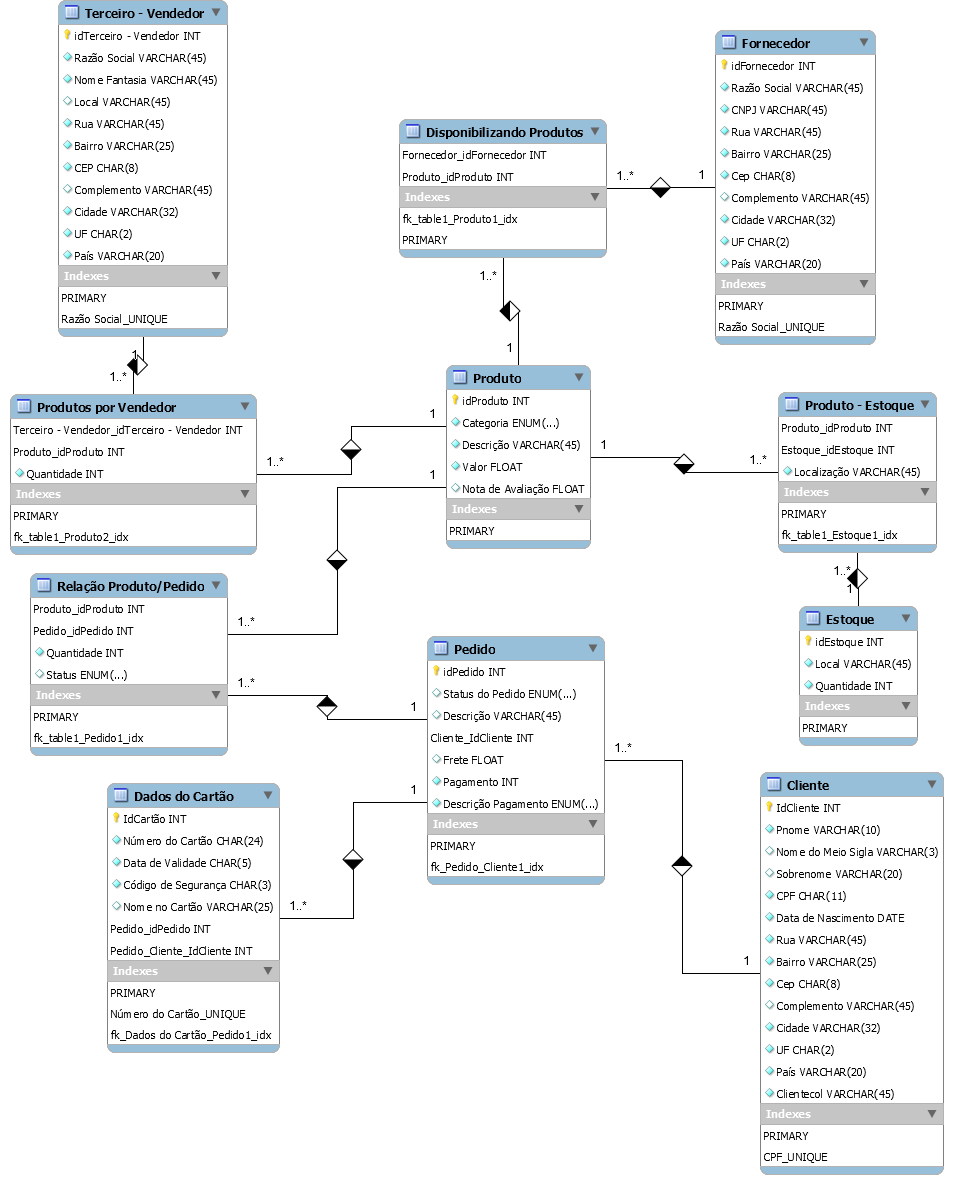 Terceiro - Vendedor
idTerceiro - Vendedor INT
Razão Social VARCHAR(45)
Nome Fantasia VARCHAR(45)
Local VARCHAR(45)
Rua VARCHAR(45)
Bairro VARCHAR(25)
CEP CHAR(8)
Complemento VARCHAR(45)
Cidade VARCHAR(32)
UF CHAR(2)
País VARCHAR(20)
Indexes
PRIMARY
Razão Social_UNIQUE
1
1..*
Fornecedor
idFornecedor INT
Razão Social VARCHAR(45)
CNPJ VARCHAR(45)
Rua VARCHAR(45)
Bairro VARCHAR(25)
Cep CHAR(8)
Complemento VARCHAR(45)
Cidade VARCHAR(32)
UF CHAR(2)
País VARCHAR(20)
Indexes
PRIMARY
Razão Social_UNIQUE
Disponibilizando Produtos
Fornecedor_idFornecedor INT
Produto_idProduto INT
Indexes
fk_table1_Produto1_idx
PRIMARY
1..*
1
1..*
1
Produtos por Vendedor
Terceiro - Vendedor_idTerceiro - Vendedor INT
Produto_idProduto INT
Quantidade INT
Indexes
PRIMARY
fk_table1_Produto2_idx
1..*
1
Produto
idProduto INT
Categoria ENUM(...)
Descrição VARCHAR(45)
Valor FLOAT
Nota de Avaliação FLOAT
Indexes
PRIMARY
1
1
1..*
Produto - Estoque
Produto_idProduto INT
Estoque_idEstoque INT
Localização VARCHAR(45)
Indexes
PRIMARY
fk_table1_Estoque1_idx
1..*
1
Estoque
idEstoque INT
Local VARCHAR(45)
Quantidade INT
Indexes
PRIMARY
Relação Produto/Pedido
Produto_idProduto INT
Pedido_idPedido INT
Quantidade INT
Status ENUM(...)
Indexes
PRIMARY
fk_table1_Pedido1_idx
1..*
1..*
1
Pedido
idPedido INT
Status do Pedido ENUM(...)
Descrição VARCHAR(45)
Cliente_IdCliente INT
Frete FLOAT
Pagamento INT
Descrição Pagamento ENUM(...)
Indexes
PRIMARY
fk_Pedido_Cliente1_idx
1..*
1
1
1..*
Dados do Cartão
IdCartão INT
Número do Cartão CHAR(24)
Data de Validade CHAR(5)
Código de Segurança CHAR(3)
Nome no Cartão VARCHAR(25)
Pedido_idPedido INT
Pedido_Cliente_IdCliente INT
Indexes
PRIMARY
Número do Cartão_UNIQUE
fk_Dados do Cartão_Pedido1_idx
Cliente
IdCliente INT
Pnome VARCHAR(10)
Nome do Meio Sigla VARCHAR(3)
Sobrenome VARCHAR(20)
CPF CHAR(11)
Data de Nascimento DATE
Rua VARCHAR(45)
Bairro VARCHAR(25)
Cep CHAR(8)
Complemento VARCHAR(45)
Cidade VARCHAR(32)
UF CHAR(2)
País VARCHAR(20)
Clientecol VARCHAR(45)
Indexes
PRIMARY
CPF_UNIQUE